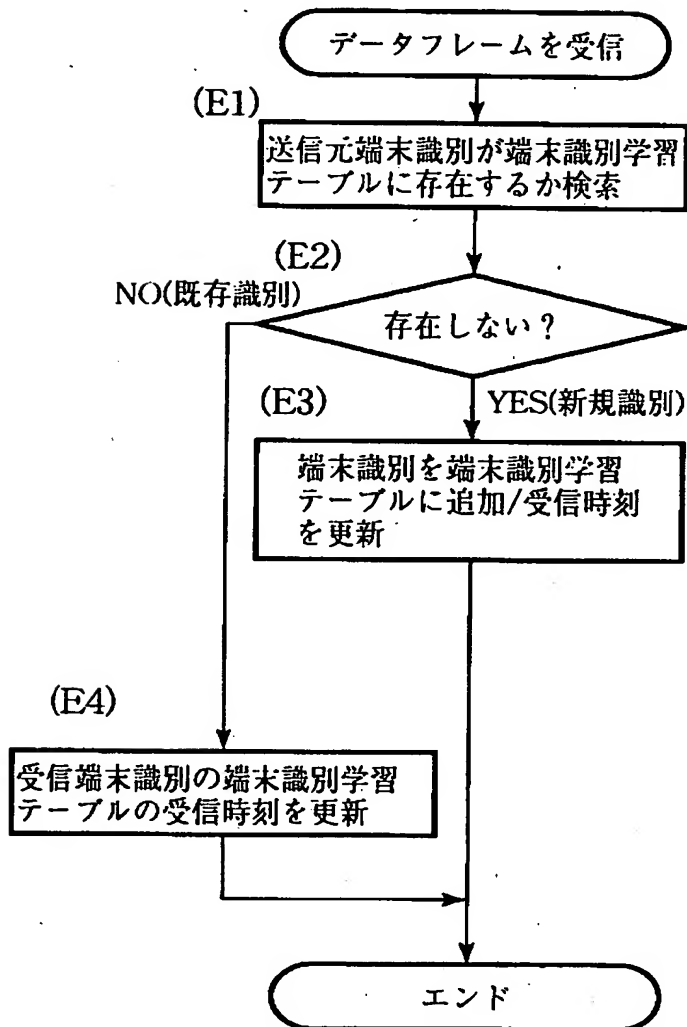 データフレームを受信
(E1)
送信元端末識別が端末識別学習
テーブルに存在するか検索
(E2)
NO(既存識別)
存在しない?
(E3)
YES(新規識別)
端末識別を端末識別学習
テーブルに追加/受信時刻
を更新
(E4)
受信端末識別の端末識別学習
テーブルの受信時刻を更新
エンド